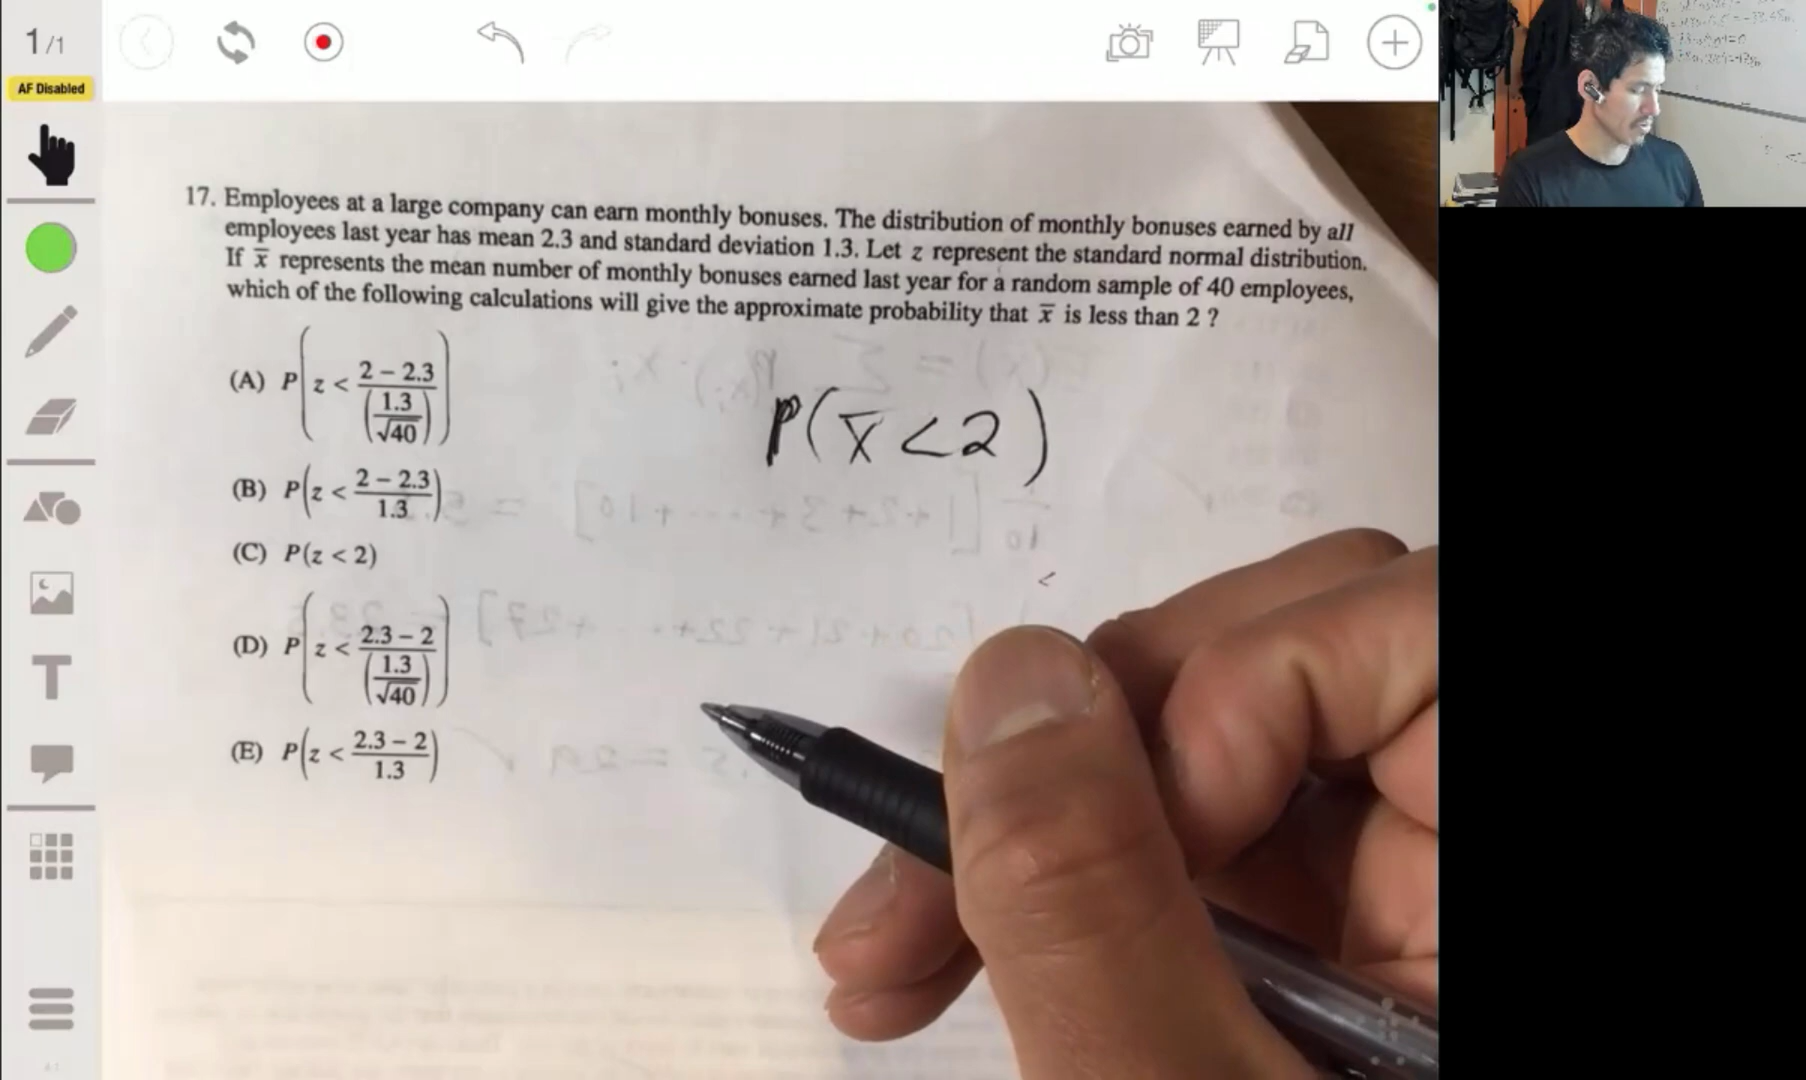 1/1
AF Disabled
17. Employees at a large company can earn monthly bonuses. The distribution of monthly bonuses earned by all
employees last year has mean 2.3 and standard deviation 1.3. Let z represent the standard normal distribution.
If x̅ represents the mean number of monthly bonuses earned last year for a random sample of 40 employees,
which of the following calculations will give the approximate probability that x̅ is less than 2 ?
(A) P(z < (2 – 2.3)/(1.3/√40))
P(x̅ < 2)
(B) P(z < (2 – 2.3)/1.3)
(C) P(z < 2)
(D) P(z < (2.3 – 2)/(1.3/√40))
(E) P(z < (2.3 – 2)/1.3)
T